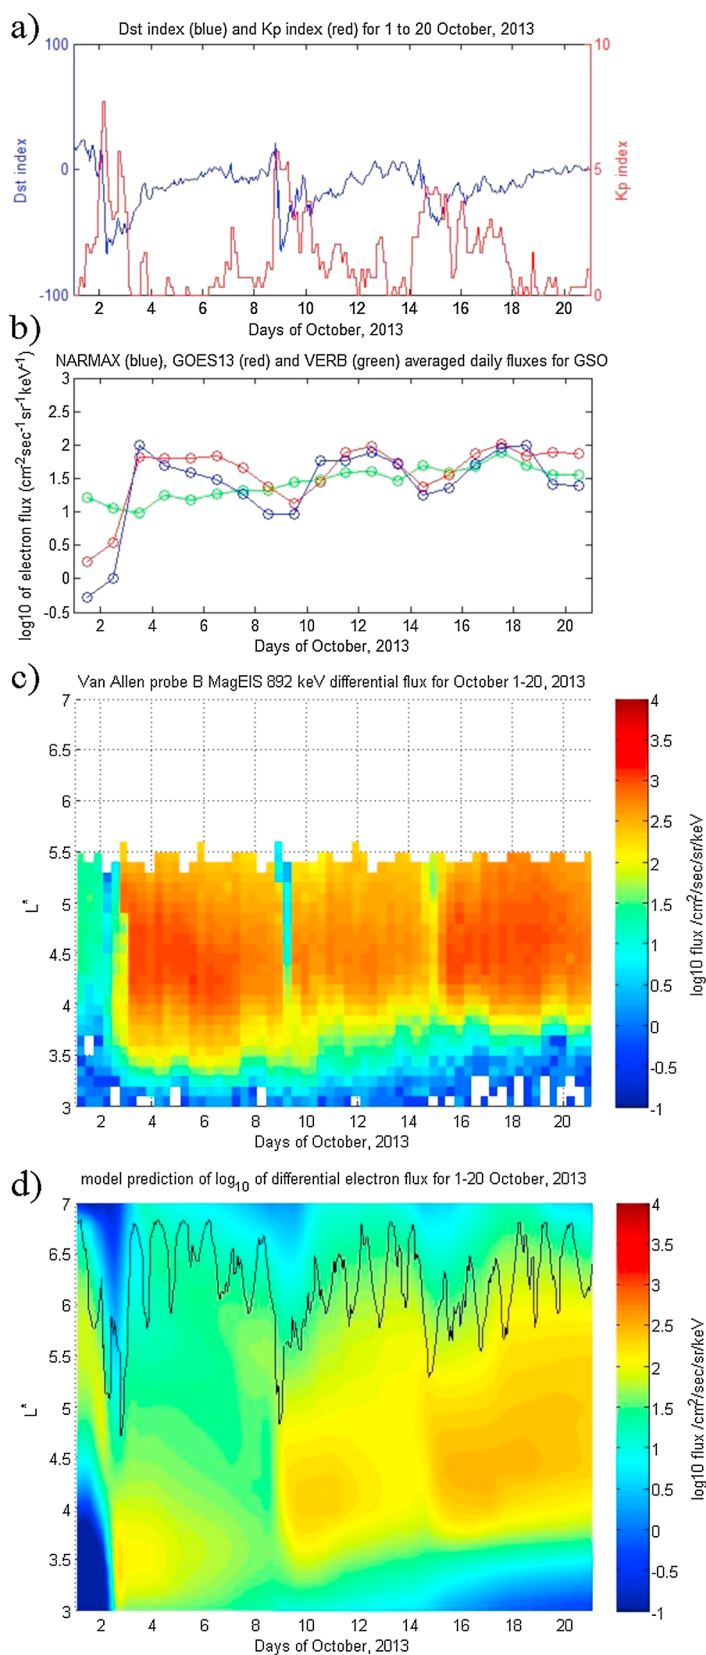 a)
Dst index (blue) and Kp index (red) for 1 to 20 October, 2013
100
0
-100
Dst index
10
5
0
Kp index
2 4 6 8 10 12 14 16 18 20
Days of October, 2013
b)
NARMAX (blue), GOES13 (red) and VERB (green) averaged daily fluxes for GSO
log10 of electron flux (cm-2sec-1sr-1keV-1)
3
2.5
2
1.5
1
0.5
0
-0.5
2 4 6 8 10 12 14 16 18 20
Days of October, 2013
c)
Van Allen probe B MagEIS 892 keV differential flux for October 1-20, 2013
L*
7
6.5
6
5.5
5
4.5
4
3.5
3
2 4 6 8 10 12 14 16 18 20
Days of October, 2013
4
3.5
3
2.5
2
1.5
1
0.5
0
-0.5
-1
log10 flux /cm2/sec/sr/keV
d)
model prediction of log10 of differential electron flux for 1-20 October, 2013
L*
7
6.5
6
5.5
5
4.5
4
3.5
3
2 4 6 8 10 12 14 16 18 20
Days of October, 2013
4
3.5
3
2.5
2
1.5
1
0.5
0
-0.5
-1
log10 flux /cm2/sec/sr/keV